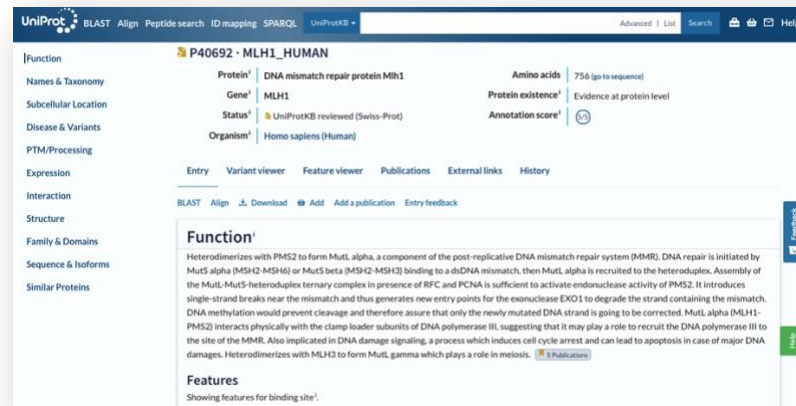 UniProt BLAST Align Peptide search ID mapping SPARQL UniProtKB Advanced | List Search Help
Function
Names & Taxonomy
Subcellular Location
Disease & Variants
PTM/Processing
Expression
Interaction
Structure
Family & Domains
Sequence & Isoforms
Similar Proteins
P40692 · MLH1_HUMAN
Proteinⁱ DNA mismatch repair protein Mlh1 Amino acids 756 (go to sequence)
Geneⁱ MLH1 Protein existenceⁱ Evidence at protein level
Statusⁱ UniProtKB reviewed (Swiss-Prot) Annotation scoreⁱ 5/5
Organismⁱ Homo sapiens (Human)
Entry Variant viewer Feature viewer Publications External links History
BLAST Align Download Add Add a publication Entry feedback
Functionⁱ
Heterodimerizes with PMS2 to form MutL alpha, a component of the post-replicative DNA mismatch repair system (MMR). DNA repair is initiated by
MutS alpha (MSH2-MSH6) or MutS beta (MSH2-MSH3) binding to a dsDNA mismatch, then MutL alpha is recruited to the heteroduplex. Assembly of
the MutL-MutS-heteroduplex ternary complex in presence of RFC and PCNA is sufficient to activate endonuclease activity of PMS2. It introduces
single-strand breaks near the mismatch and thus generates new entry points for the exonuclease EXO1 to degrade the strand containing the mismatch.
DNA methylation would prevent cleavage and therefore assure that only the newly mutated DNA strand is going to be corrected. MutL alpha (MLH1-
PMS2) interacts physically with the clamp loader subunits of DNA polymerase III, suggesting that it may play a role to recruit the DNA polymerase III to
the site of the MMR. Also implicated in DNA damage signaling, a process which induces cell cycle arrest and can lead to apoptosis in case of major DNA
damages. Heterodimerizes with MLH3 to form MutL gamma which plays a role in meiosis. 5 Publications
Features
Showing features for binding siteⁱ.
Feedback
Help